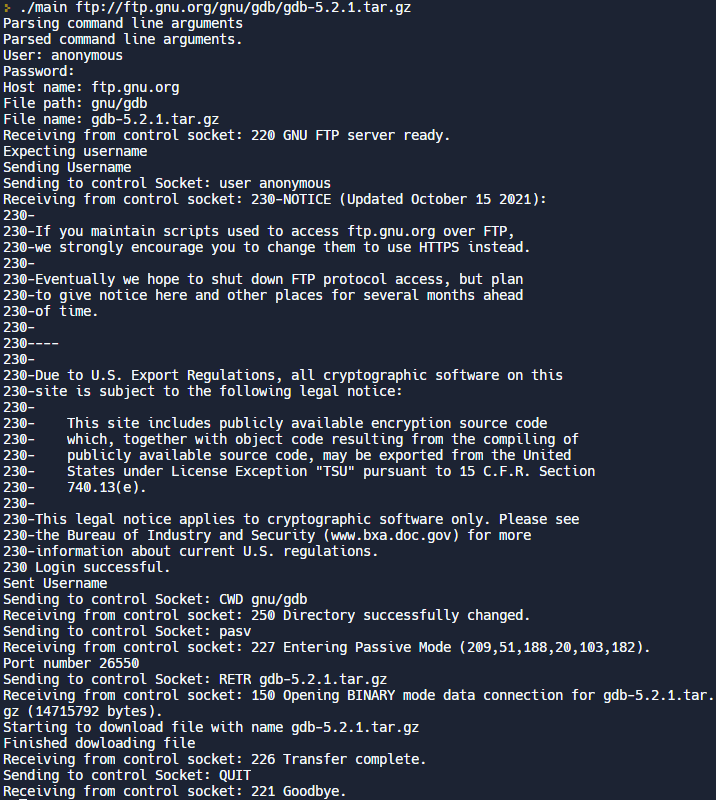 ./main ftp://ftp.gnu.org/gnu/gdb/gdb-5.2.1.tar.gz
Parsing command line arguments
Parsed command line arguments.
User: anonymous
Password:
Host name: ftp.gnu.org
File path: gnu/gdb
File name: gdb-5.2.1.tar.gz
Receiving from control socket: 220 GNU FTP server ready.
Expecting username
Sending Username
Sending to control Socket: user anonymous
Receiving from control socket: 230-NOTICE (Updated October 15 2021):
230-
230-If you maintain scripts used to access ftp.gnu.org over FTP,
230-we strongly encourage you to change them to use HTTPS instead.
230-
230-Eventually we hope to shut down FTP protocol access, but plan
230-to give notice here and other places for several months ahead
230-of time.
230-
230----
230-
230-Due to U.S. Export Regulations, all cryptographic software on this
230-site is subject to the following legal notice:
230-
230-    This site includes publicly available encryption source code
230-    which, together with object code resulting from the compiling of
230-    publicly available source code, may be exported from the United
230-    States under License Exception "TSU" pursuant to 15 C.F.R. Section
230-    740.13(e).
230-
230-This legal notice applies to cryptographic software only. Please see
230-the Bureau of Industry and Security (www.bxa.doc.gov) for more
230-information about current U.S. regulations.
230 Login successful.
Sent Username
Sending to control Socket: CWD gnu/gdb
Receiving from control socket: 250 Directory successfully changed.
Sending to control Socket: pasv
Receiving from control socket: 227 Entering Passive Mode (209,51,188,20,103,182).
Port number 26550
Sending to control Socket: RETR gdb-5.2.1.tar.gz
Receiving from control socket: 150 Opening BINARY mode data connection for gdb-5.2.1.tar.
gz (14715792 bytes).
Starting to download file with name gdb-5.2.1.tar.gz
Finished dowloading file
Receiving from control socket: 226 Transfer complete.
Sending to control Socket: QUIT
Receiving from control socket: 221 Goodbye.